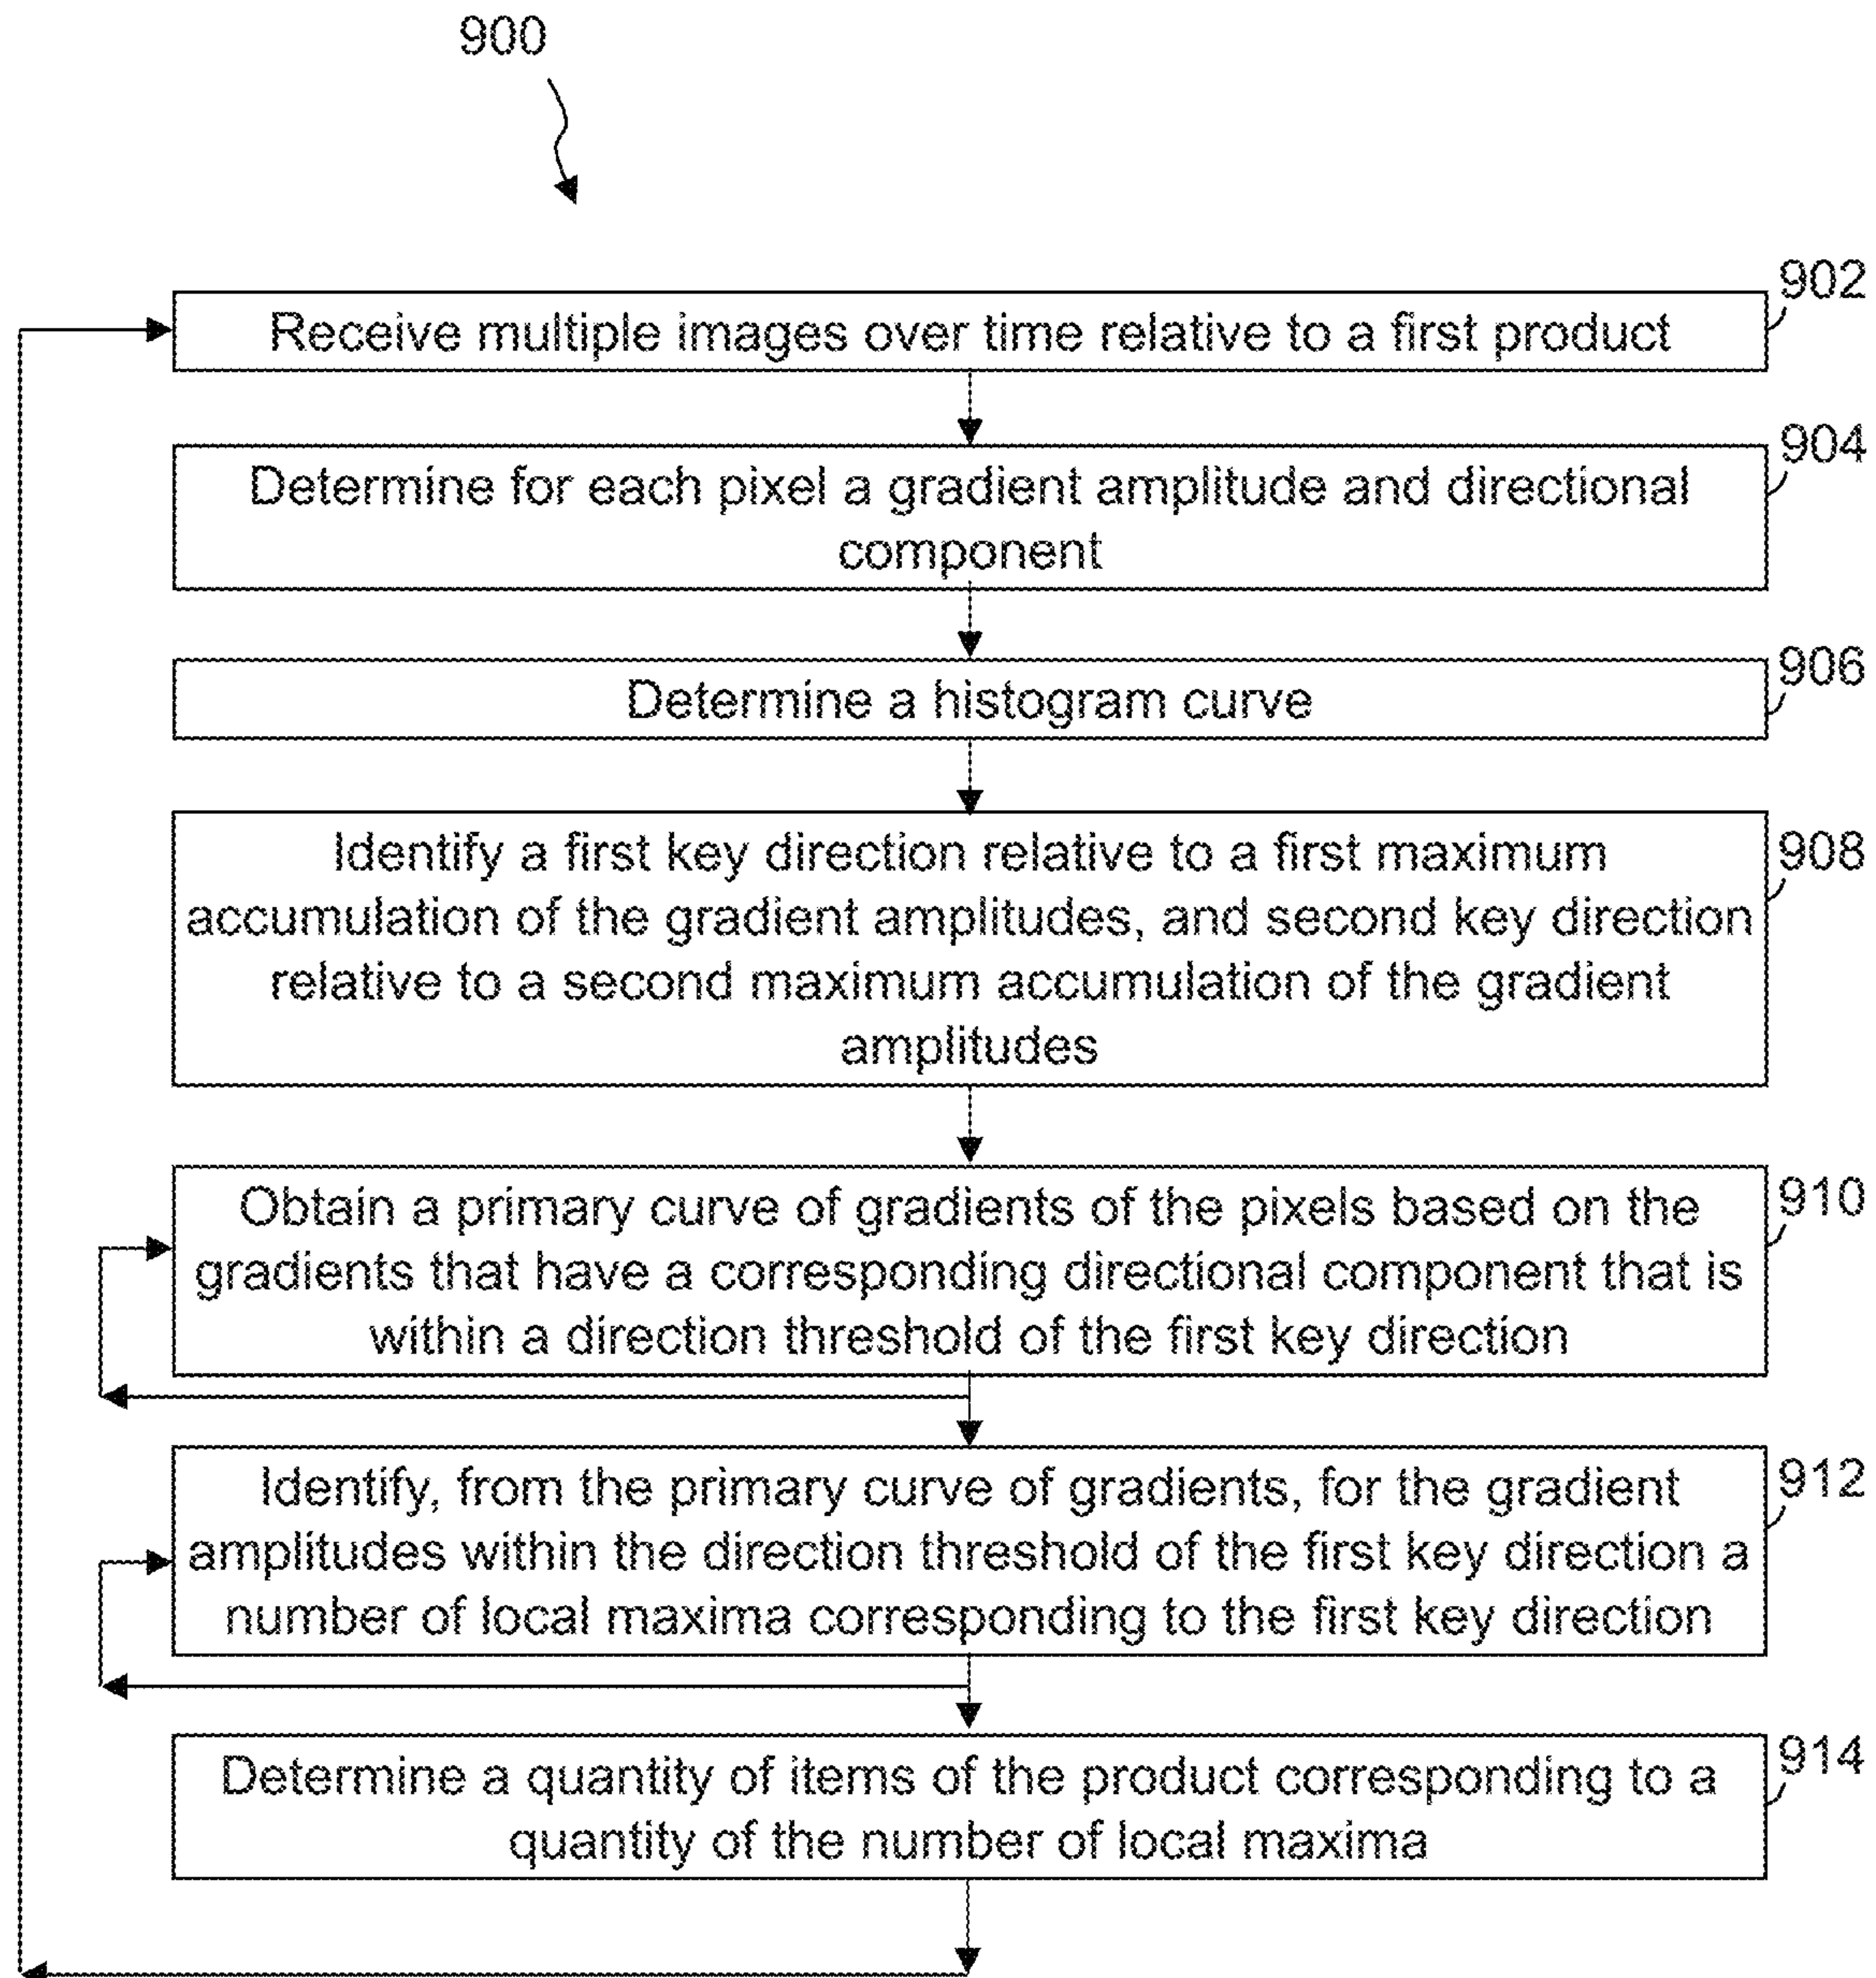 900
902
Receive multiple images over time relative to a first product
904
Determine for each pixel a gradient amplitude and directional
component
906
Determine a histogram curve
908
Identify a first key direction relative to a first maximum
accumulation of the gradient amplitudes, and second key direction
relative to a second maximum accumulation of the gradient
amplitudes
910
Obtain a primary curve of gradients of the pixels based on the
gradients that have a corresponding directional component that is
within a direction threshold of the first key direction
912
Identify, from the primary curve of gradients, for the gradient
amplitudes within the direction threshold of the first key direction a
number of local maxima corresponding to the first key direction
914
Determine a quantity of items of the product corresponding to a
quantity of the number of local maxima